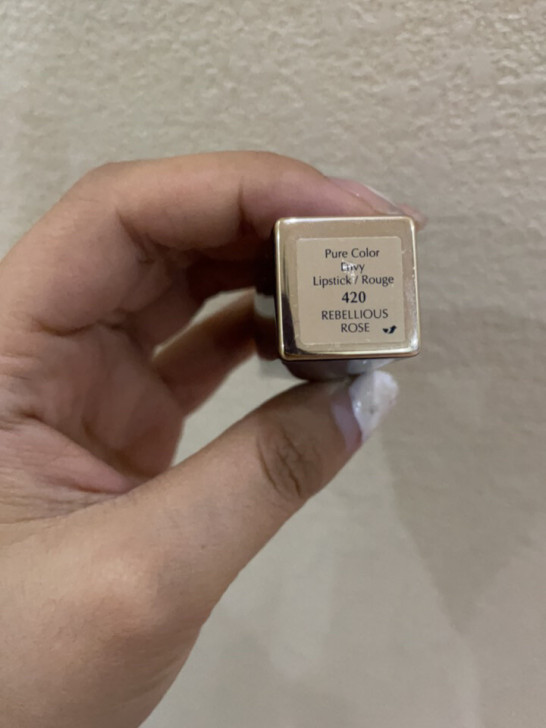 Pure Color
Envy
Lipstick / Rouge
420
REBELLIOUS
ROSE